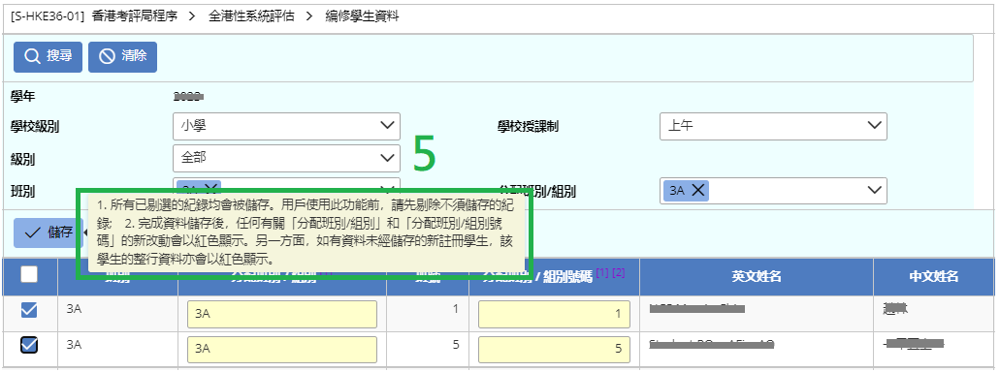 [S-HKE36-01] 香港考評局程序 > 全港性系統評估 > 編修學生資料
搜尋 清除
學年
學校級別 小學 學校授課制 上午
級別 全部
5
班別 3A 分配班別/組別 3A
1. 所有已剔選的紀錄均會被儲存。用戶使用此功能前，請先剔除不須儲存的紀
錄; 2. 完成資料儲存後，任何有關「分配班別/組別」和「分配班別/組別號
碼」的新改動會以紅色顯示。另一方面，如有資料未經儲存的新註冊學生，該
學生的整行資料亦會以紅色顯示。
儲存
組別號碼 [1] [2] 英文姓名 中文姓名
3A 3A 1 1
3A 3A 5 5